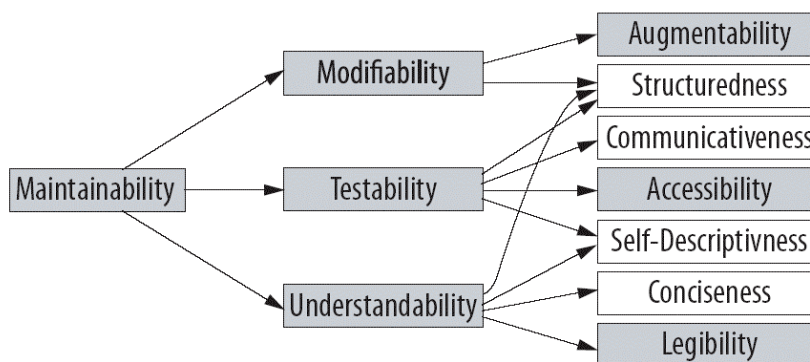 Maintainability
Modifiability
Testability
Understandability
Augmentability
Structuredness
Communicativeness
Accessibility
Self-Descriptivness
Conciseness
Legibility